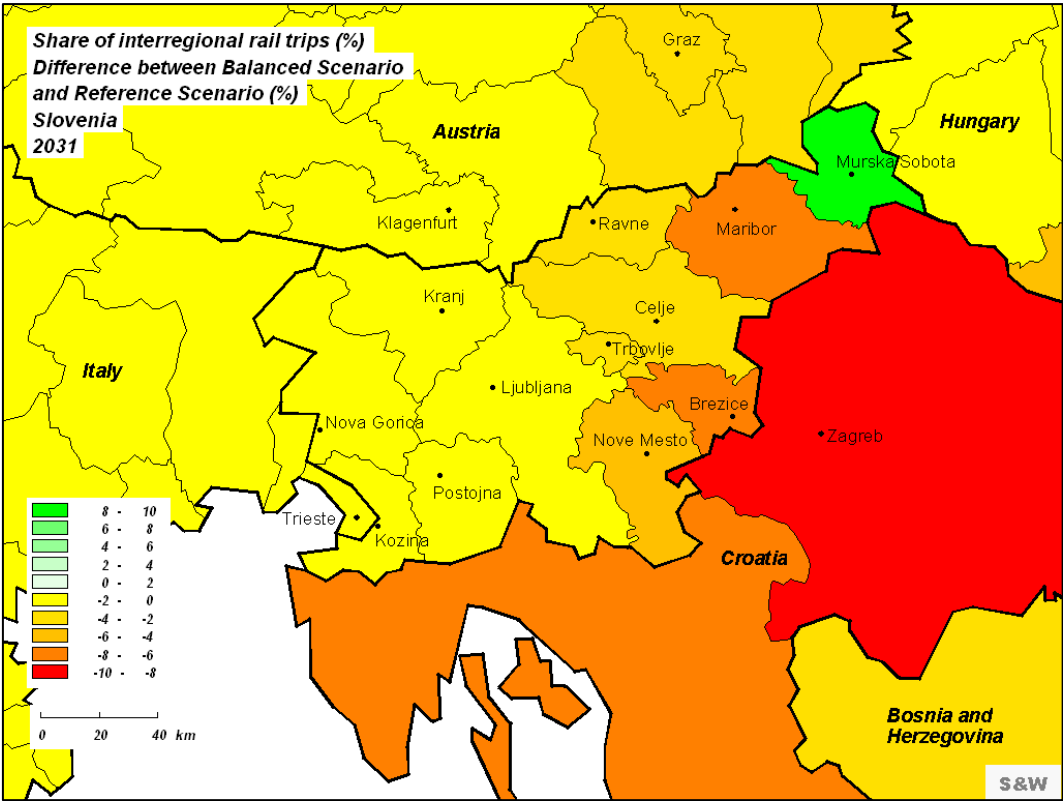 Share of interregional rail trips (%)
Difference between Balanced Scenario
and Reference Scenario (%)
Slovenia
2031
Graz
Austria
Hungary
Murska Sobota
Klagenfurt
Ravne
Maribor
Kranj
Celje
Trbovlje
Italy
Ljubljana
Brezice
Nova Gorica
Nove Mesto
Zagreb
Postojna
Trieste
Kozina
Croatia
8 - 10
6 - 8
4 - 6
2 - 4
0 - 2
-2 - 0
-4 - -2
-6 - -4
-8 - -6
-10 - -8
0 20 40 km
Bosnia and
Herzegovina
S&W